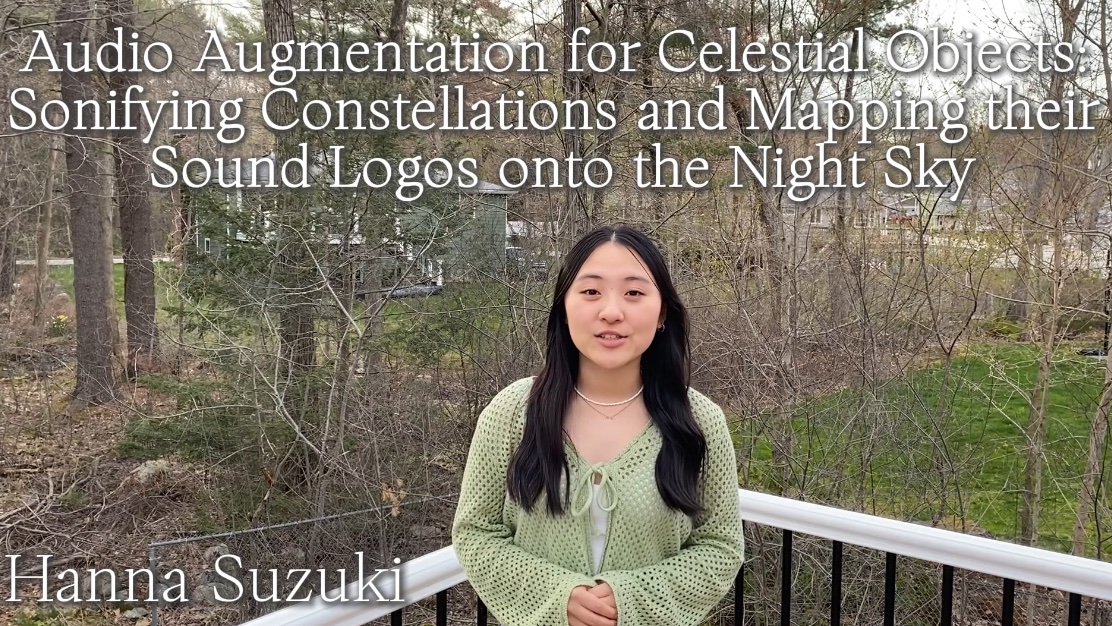 Audio Augmentation for Celestial Objects:
Sonifying Constellations and Mapping their
Sound Logos onto the Night Sky
Hanna Suzuki